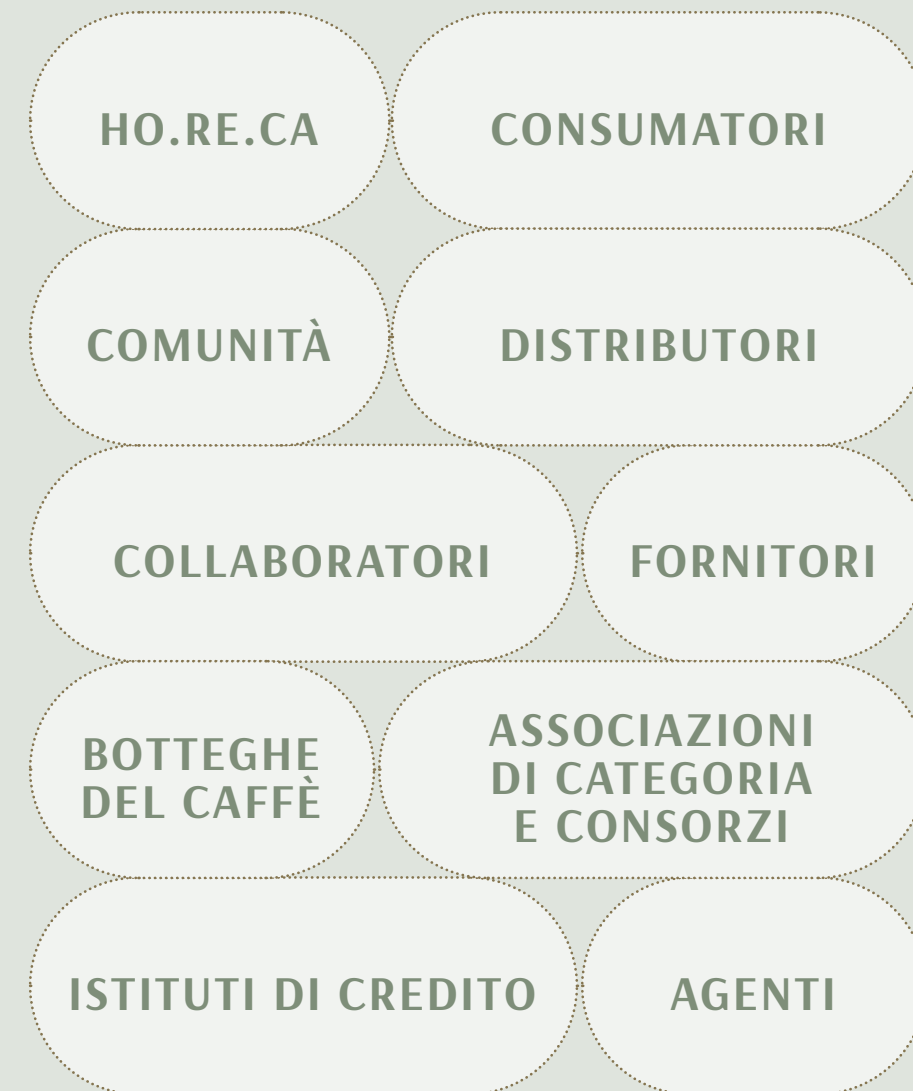 HO.RE.CA
CONSUMATORI
COMUNITÀ
DISTRIBUTORI
COLLABORATORI
FORNITORI
BOTTEGHE
DEL CAFFÈ
ASSOCIAZIONI
DI CATEGORIA
E CONSORZI
ISTITUTI DI CREDITO
AGENTI